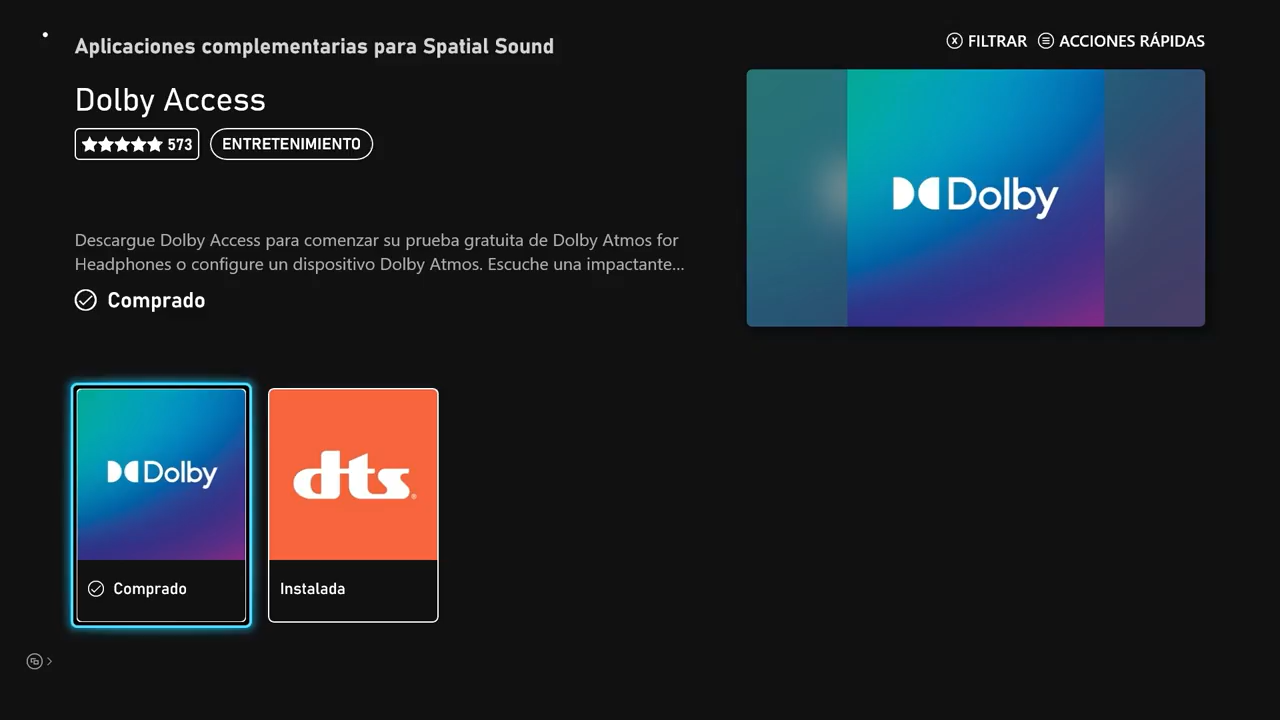 Aplicaciones complementarias para Spatial Sound
FILTRAR ACCIONES RÁPIDAS
Dolby Access
573 ENTRETENIMIENTO
Dolby
Descargue Dolby Access para comenzar su prueba gratuita de Dolby Atmos for
Headphones o configure un dispositivo Dolby Atmos. Escuche una impactante...
Comprado
Dolby
dts
Comprado
Instalada